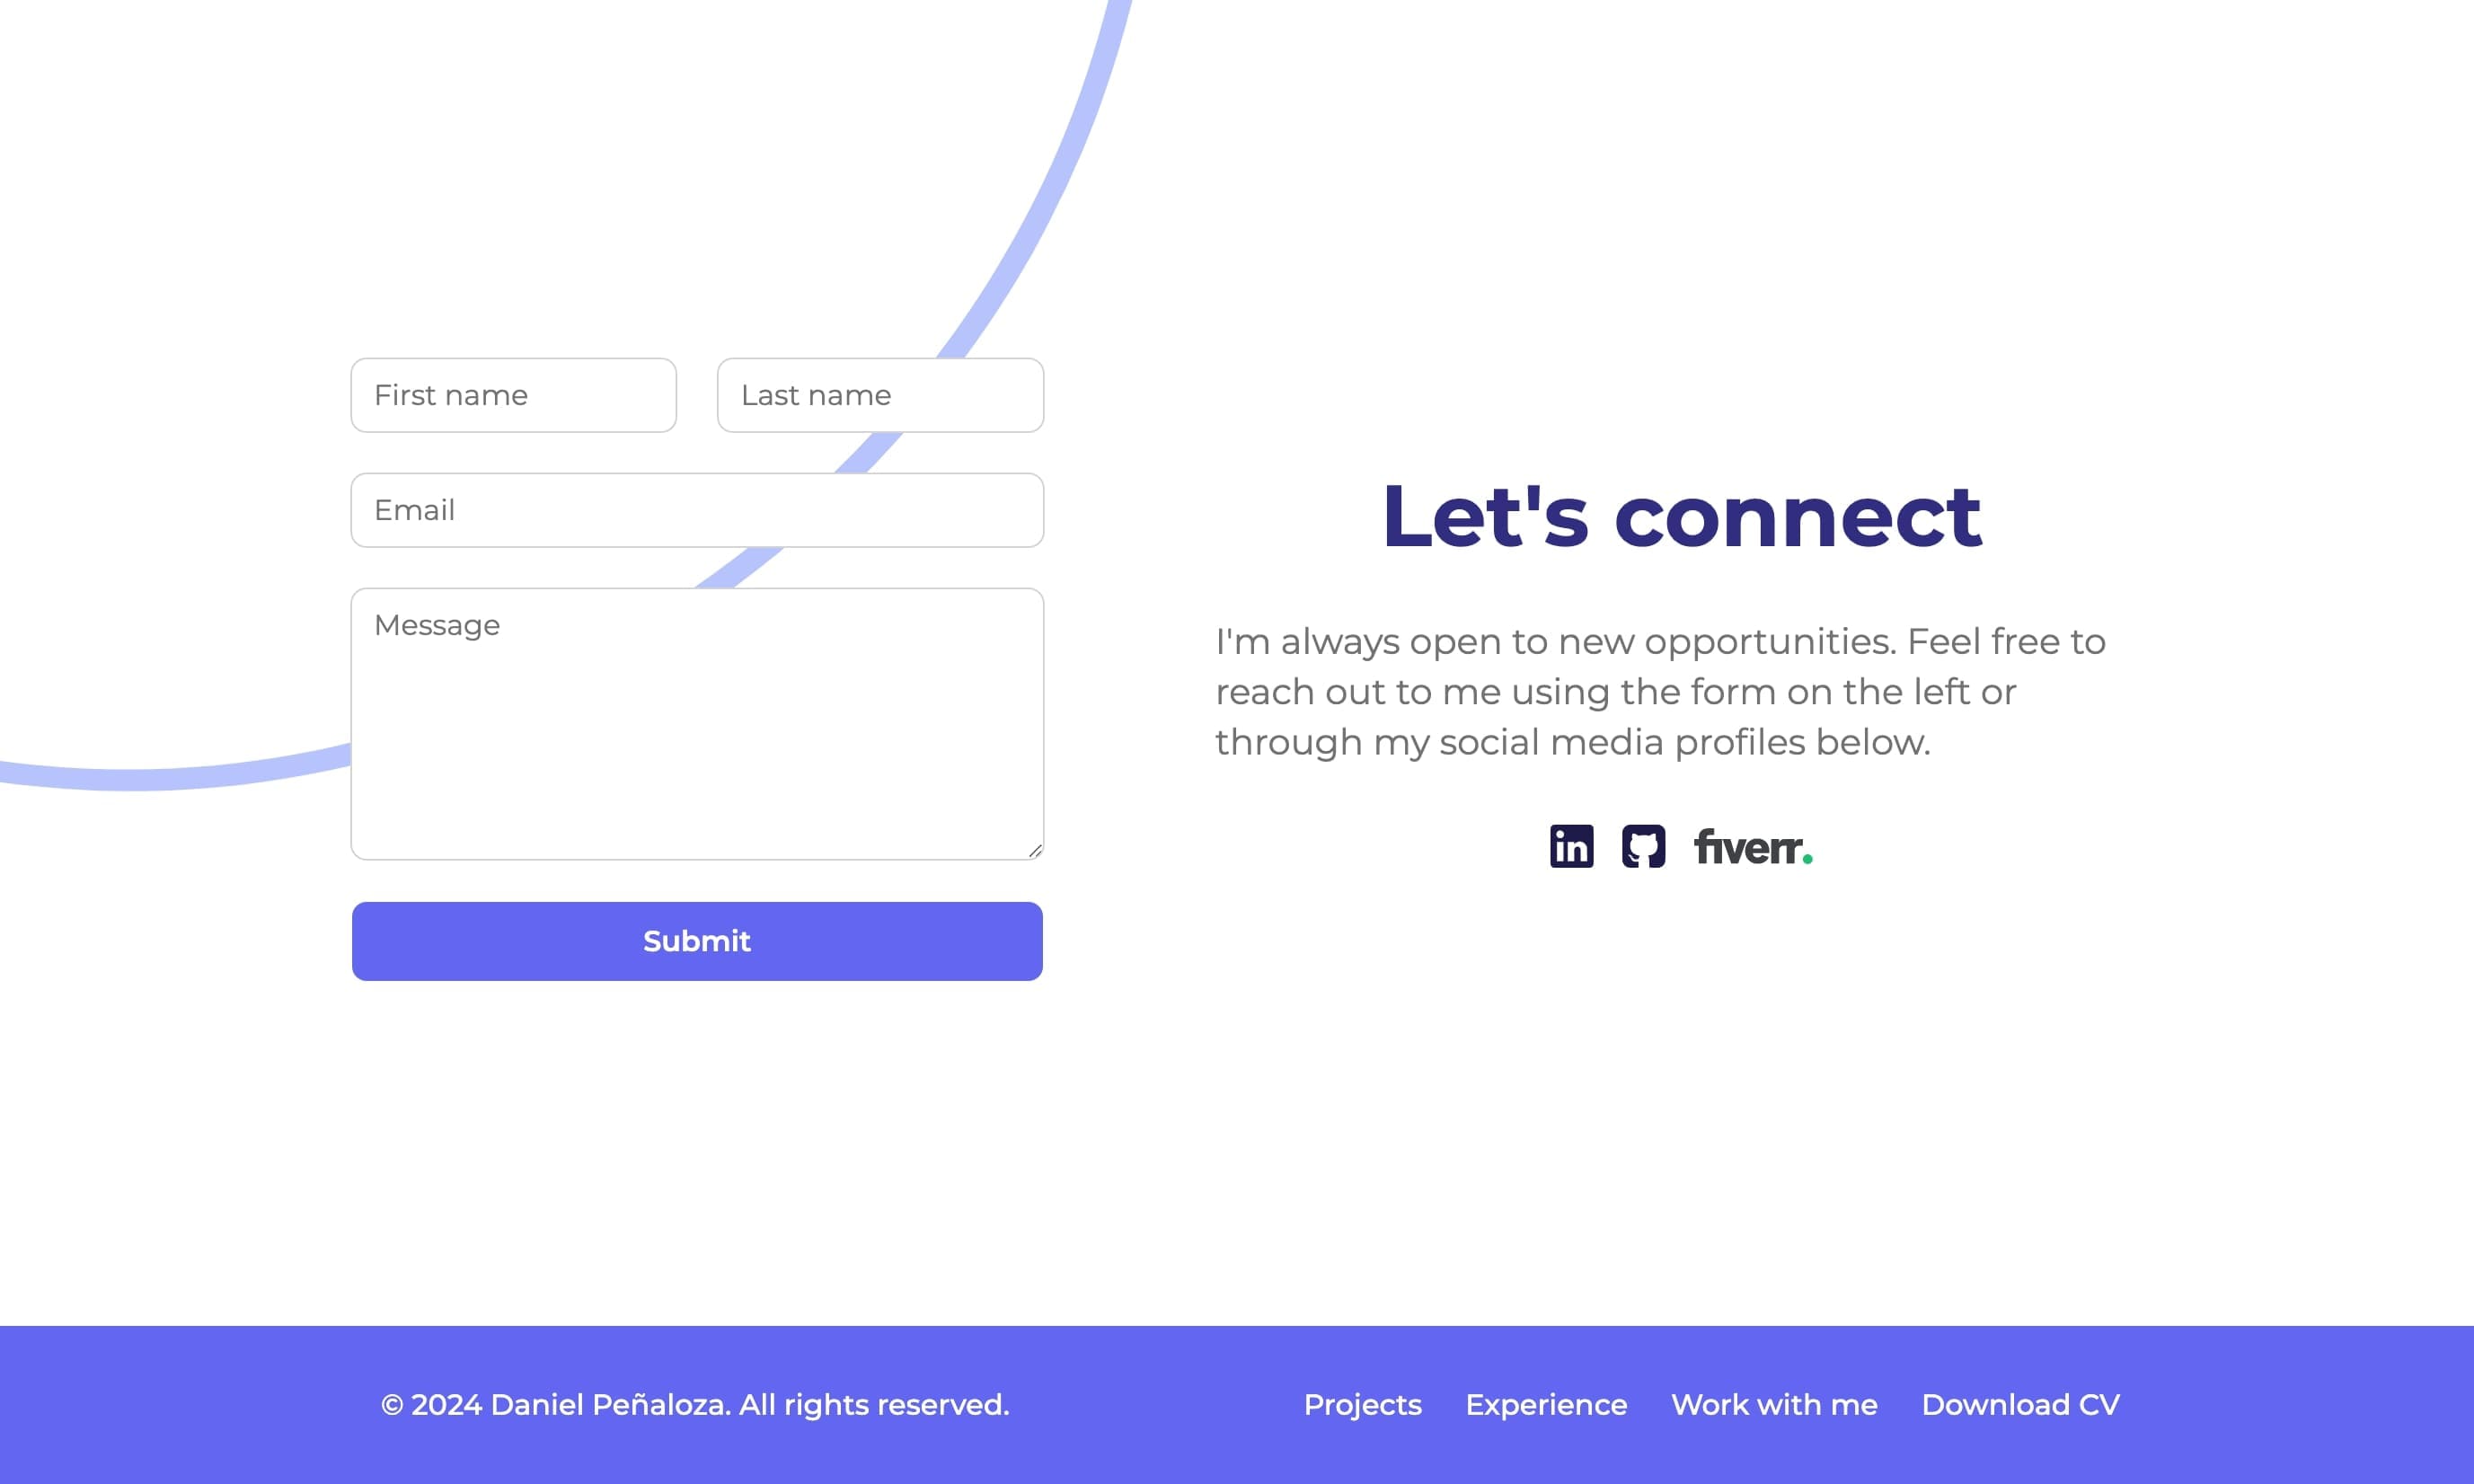 First name
Last name
Email
Message
Submit
Let's connect
I'm always open to new opportunities. Feel free to
reach out to me using the form on the left or
through my social media profiles below.
in
fiverr.
© 2024 Daniel Peñaloza. All rights reserved.
Projects
Experience
Work with me
Download CV